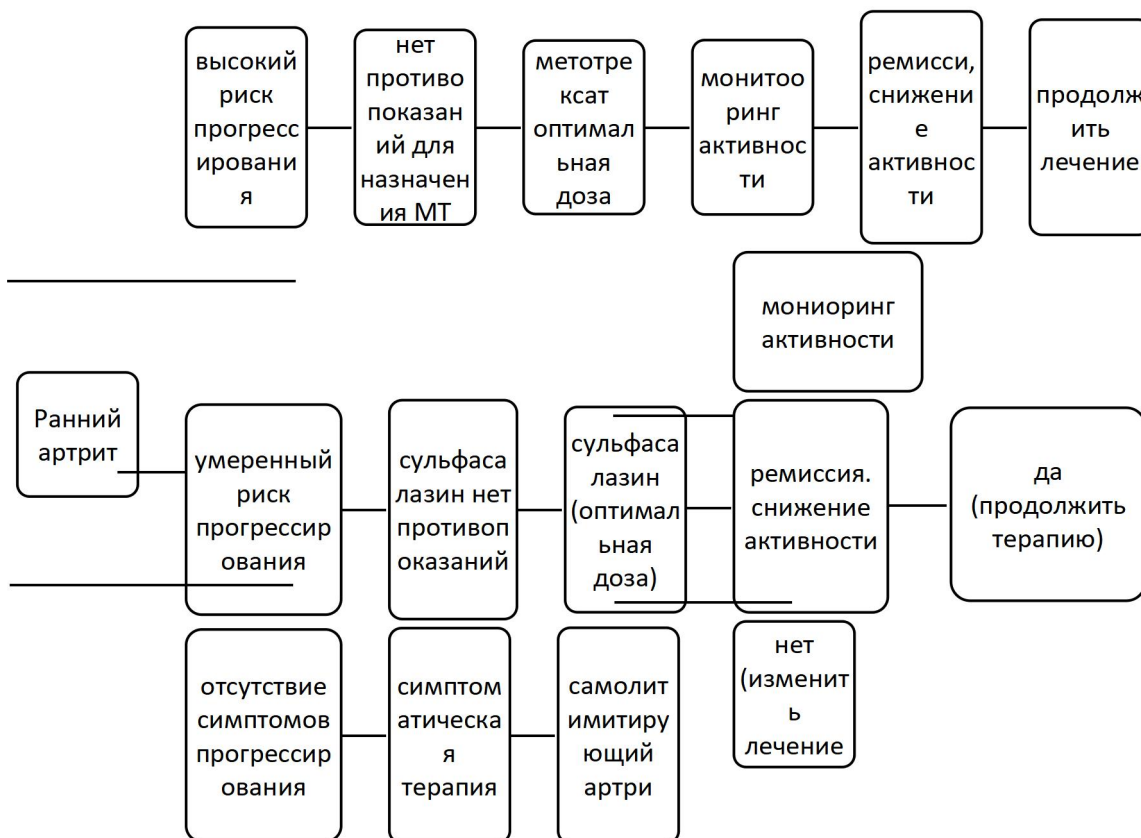 высокий
риск
прогресс
ировани
я
нет
противо
показан
ий для
назначен
ия МТ
метотре
ксат
оптимал
ьная
доза
монитоо
ринг
активнос
ти
ремисси,
снижени
е
активнос
ти
продолж
ить
лечение
мониоринг
активности
Ранний
артрит
умеренный
риск
прогрессир
ования
сульфаса
лазин нет
противоп
оказаний
сульфаса
лазин
(оптимал
ьная
доза)
ремиссия.
снижение
активности
да
(продолжить
терапию)
отсутствие
симптомов
прогрессир
ования
симптом
атическа
я
терапия
самолит
имитиру
ющий
артри
нет
(изменит
ь
лечение